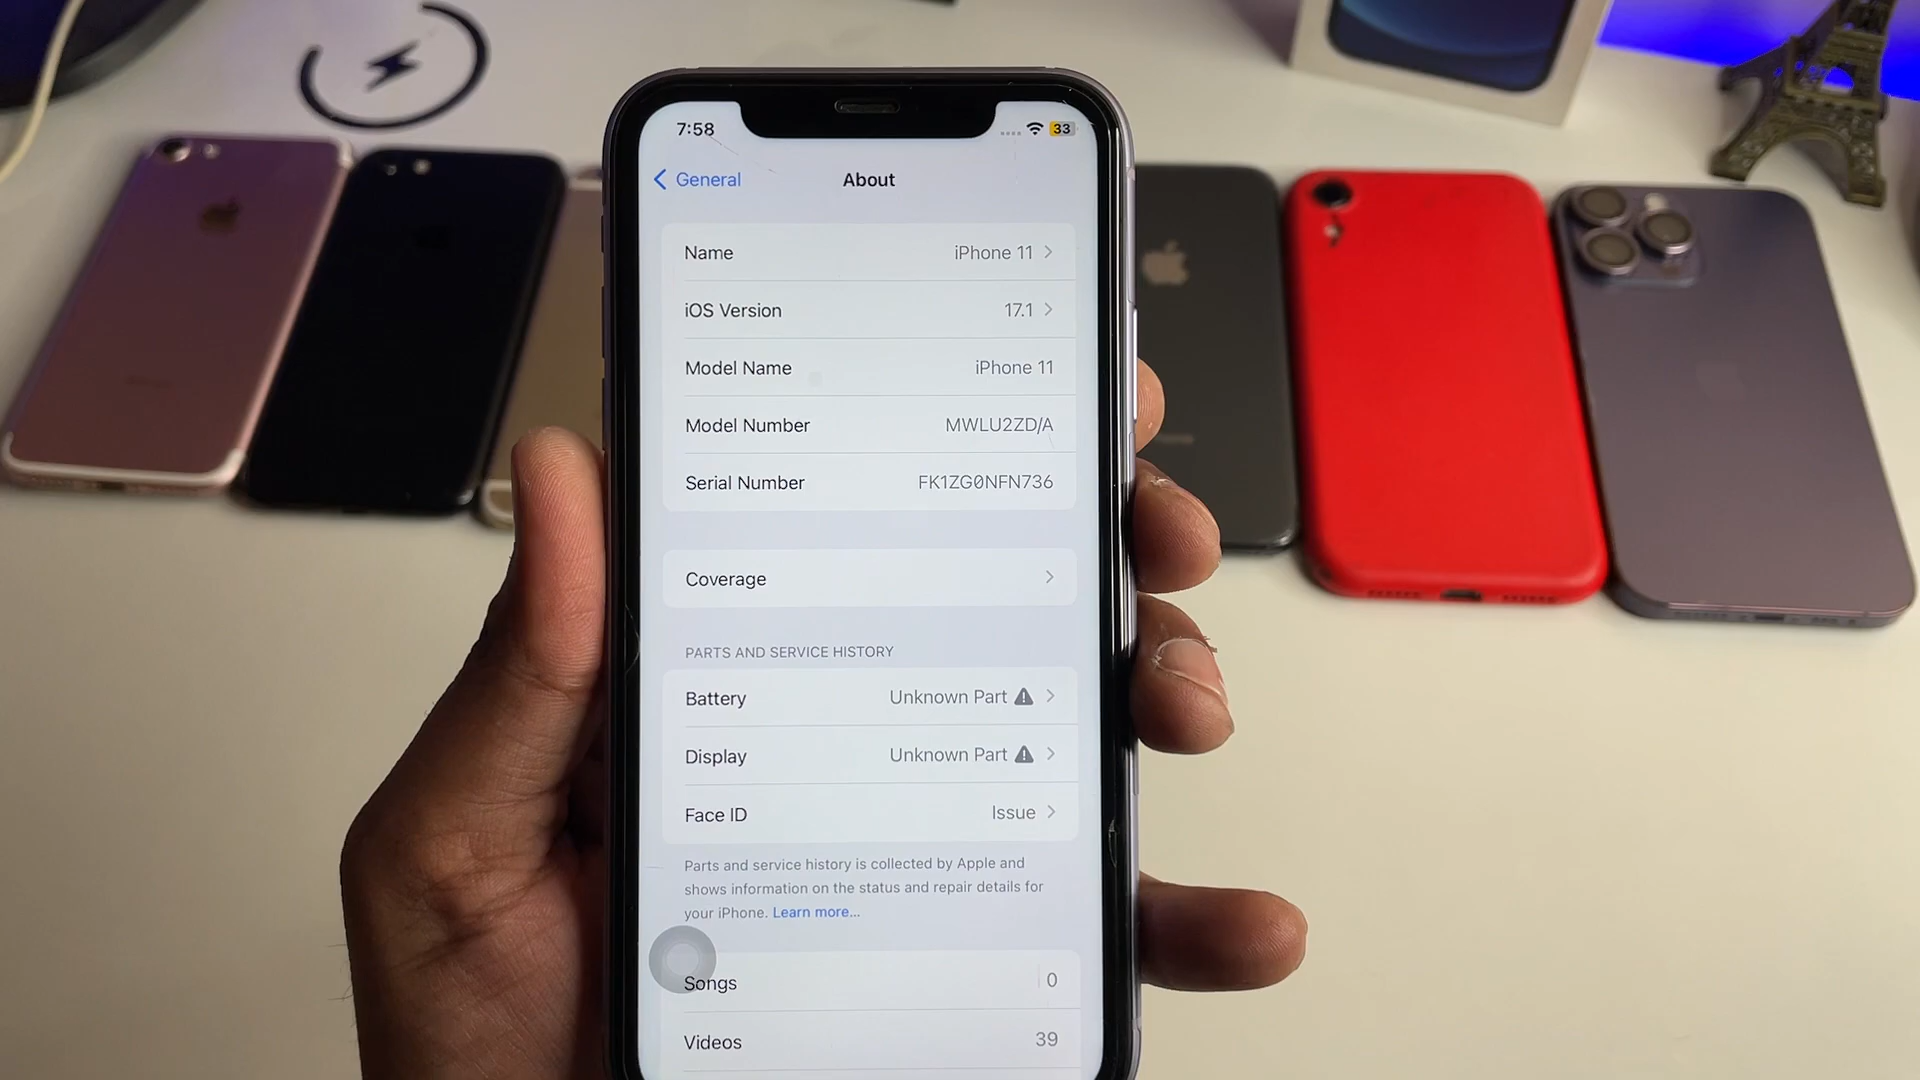 7:58
33
General
About
Name
iPhone 11
iOS Version
17.1
Model Name
iPhone 11
Model Number
MWLU2ZD/A
Serial Number
FK1ZG0NFN736
Coverage
PARTS AND SERVICE HISTORY
Battery
Unknown Part
Display
Unknown Part
Face ID
Issue
Parts and service history is collected by Apple and
shows information on the status and repair details for
your iPhone. Learn more...
Songs
0
Videos
39